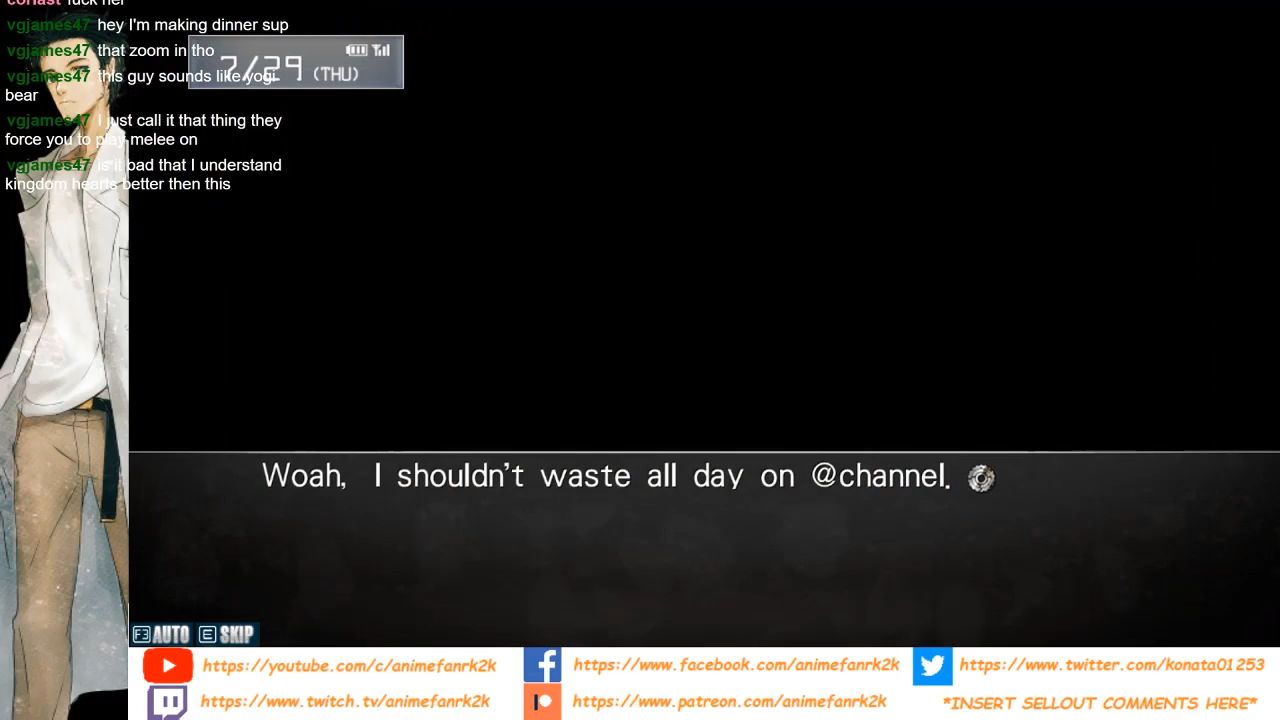 corlast fuck her
vgjames47 hey I'm making dinner sup
vgjames47 that zoom in tho
7/29 (THU)
vgjames47 this guy sounds like yogi
bear
vgjames47 I just call it that thing they
force you to play melee on
vgjames47 is it bad that I understand
kingdom hearts better then this
Woah, I shouldn't waste all day on @channel.
F3 AUTO E SKIP
https://youtube.com/c/animefanrk2k
https://www.facebook.com/animefanrk2k
https://www.twitter.com/konata01253
https://www.twitch.tv/animefanrk2k
https://www.patreon.com/animefanrk2k
*INSERT SELLOUT COMMENTS HERE*